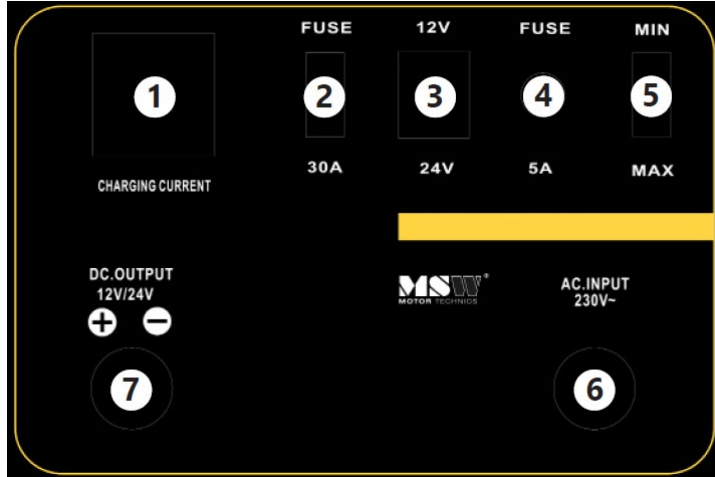 FUSE 12V FUSE MIN
1 2 3 4 5
30A 24V 5A MAX
CHARGING CURRENT
DC.OUTPUT
12V/24V
+ −
MSW®
MOTOR TECHNICS
AC.INPUT
230V~
7 6